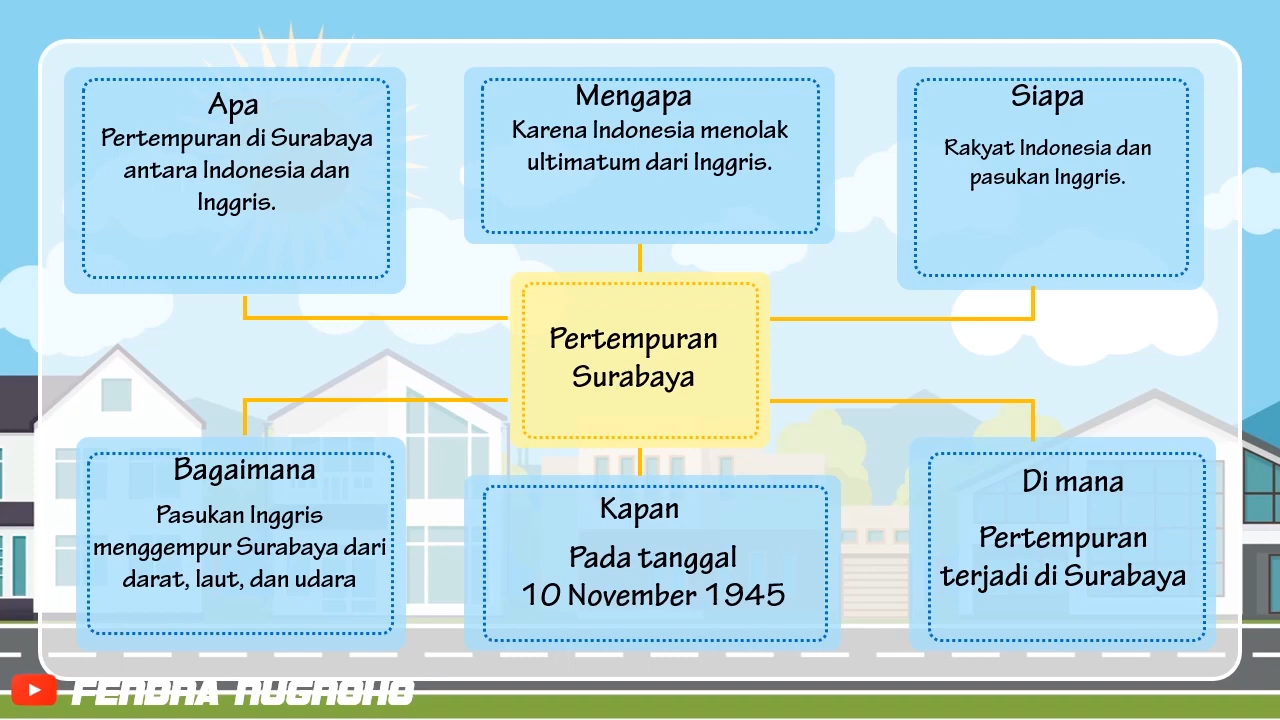 Apa
Pertempuran di Surabaya
antara Indonesia dan
Inggris.
Mengapa
Karena Indonesia menolak
ultimatum dari Inggris.
Siapa
Rakyat Indonesia dan
pasukan Inggris.
Pertempuran
Surabaya
Bagaimana
Pasukan Inggris
menggempur Surabaya dari
darat, laut, dan udara
Kapan
Pada tanggal
10 November 1945
Di mana
Pertempuran
terjadi di Surabaya
FENDRA NUGROHO